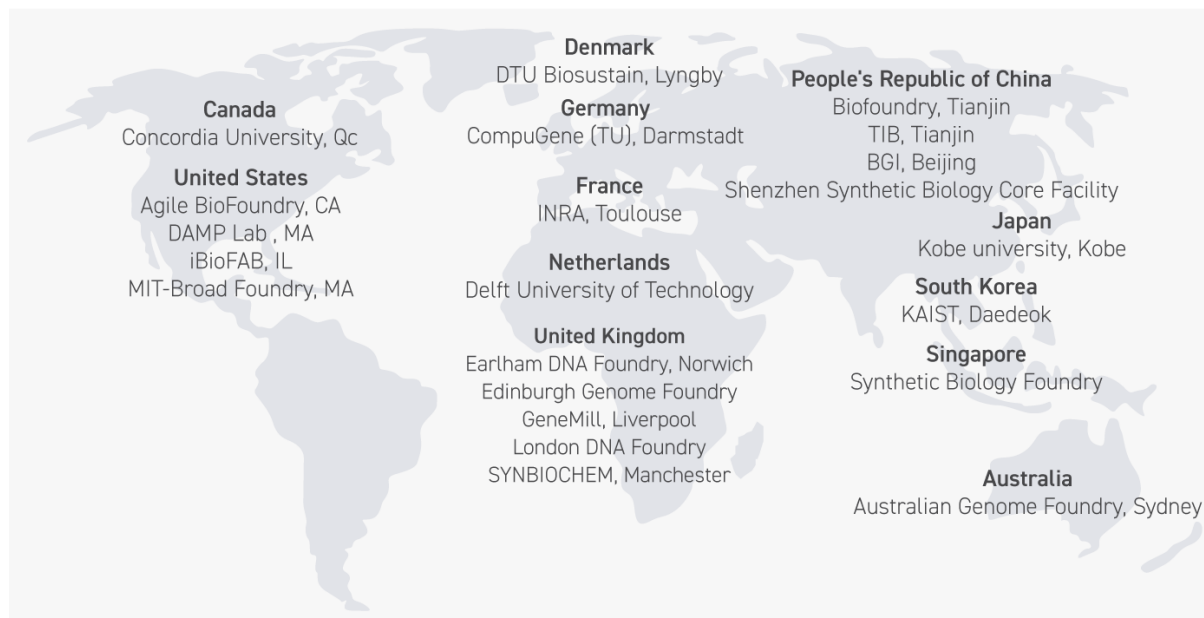 Canada
Concordia University, Qc
United States
Agile BioFoundry, CA
DAMP Lab , MA
iBioFAB, IL
MIT-Broad Foundry, MA
Denmark
DTU Biosustain, Lyngby
Germany
CompuGene (TU), Darmstadt
France
INRA, Toulouse
Netherlands
Delft University of Technology
United Kingdom
Earlham DNA Foundry, Norwich
Edinburgh Genome Foundry
GeneMill, Liverpool
London DNA Foundry
SYNBIOCHEM, Manchester
People's Republic of China
Biofoundry, Tianjin
TIB, Tianjin
BGI, Beijing
Shenzhen Synthetic Biology Core Facility
Japan
Kobe university, Kobe
South Korea
KAIST, Daedeok
Singapore
Synthetic Biology Foundry
Australia
Australian Genome Foundry, Sydney